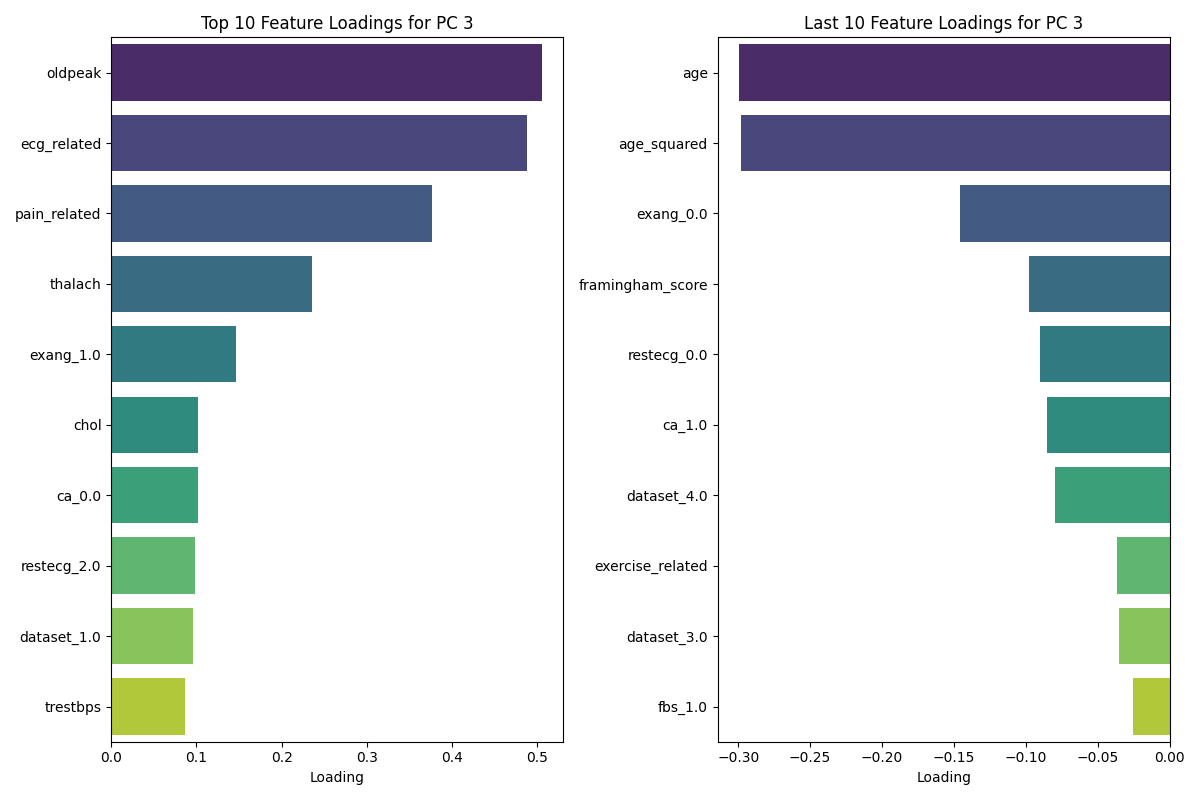 Top 10 Feature Loadings for PC 3
oldpeak
ecg_related
pain_related
thalach
exang_1.0
chol
ca_0.0
restecg_2.0
dataset_1.0
trestbps
0.0 0.1 0.2 0.3 0.4 0.5
Loading
Last 10 Feature Loadings for PC 3
age
age_squared
exang_0.0
framingham_score
restecg_0.0
ca_1.0
dataset_4.0
exercise_related
dataset_3.0
fbs_1.0
−0.30 −0.25 −0.20 −0.15 −0.10 −0.05 0.00
Loading